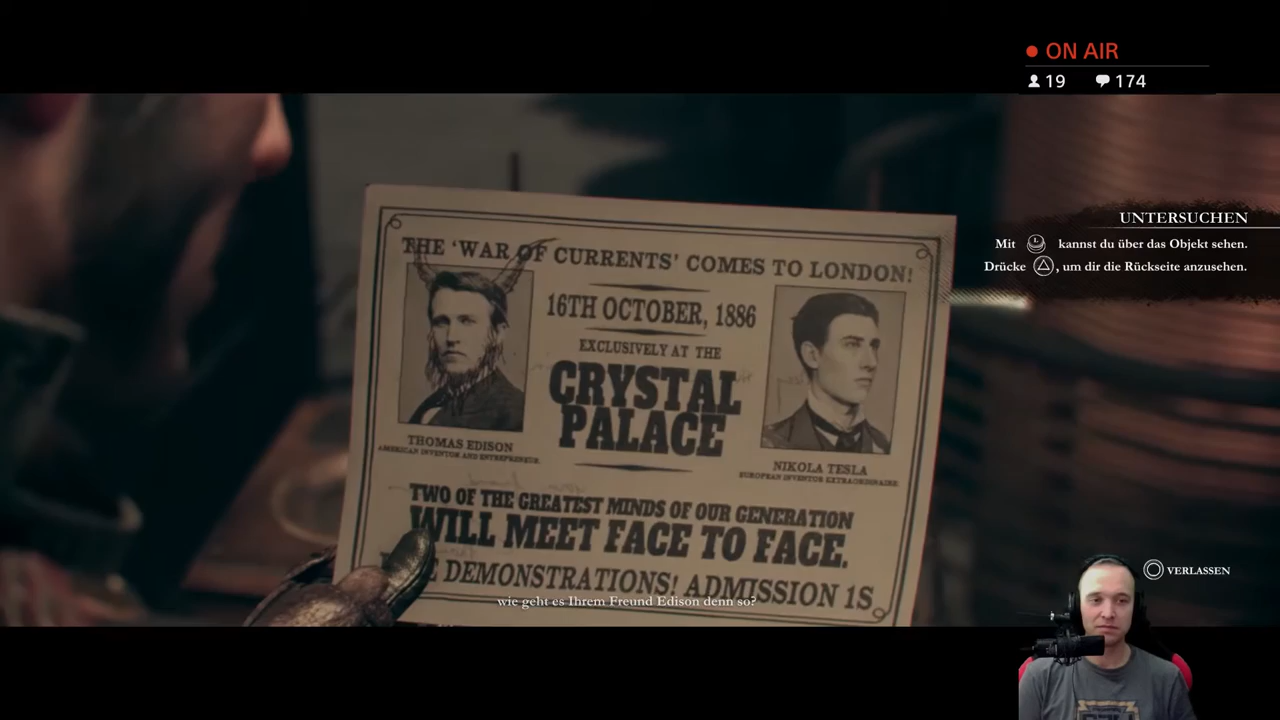 ON AIR
19 174
UNTERSUCHEN
Mit L kannst du über das Objekt sehen.
Drücke , um dir die Rückseite anzusehen.
THE 'WAR OF CURRENTS' COMES TO LONDON!
16TH OCTOBER, 1886
EXCLUSIVELY AT THE
CRYSTAL
PALACE
THOMAS EDISON
AMERICAN INVENTOR AND ENTREPRENEUR.
NIKOLA TESLA
EUROPEAN INVENTOR EXTRAORDINAIRE
TWO OF THE GREATEST MINDS OF OUR GENERATION
WILL MEET FACE TO FACE.
DEMONSTRATIONS! ADMISSION 1S
wie geht es Ihrem Freund Edison denn so?
VERLASSEN